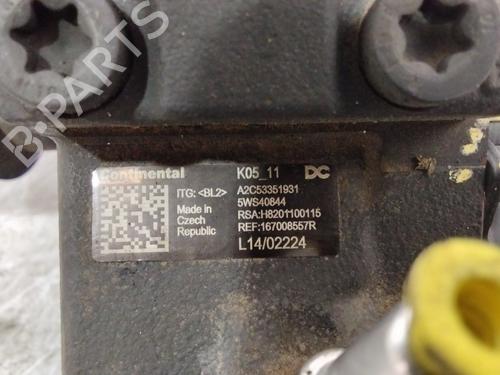 B-PARTS
Continental K05_11 DC
ITG: <BL2> A2C53351931
Made in 5WS40844
Czech RSA:H8201100115
Republic REF:167008557R
L14/02224